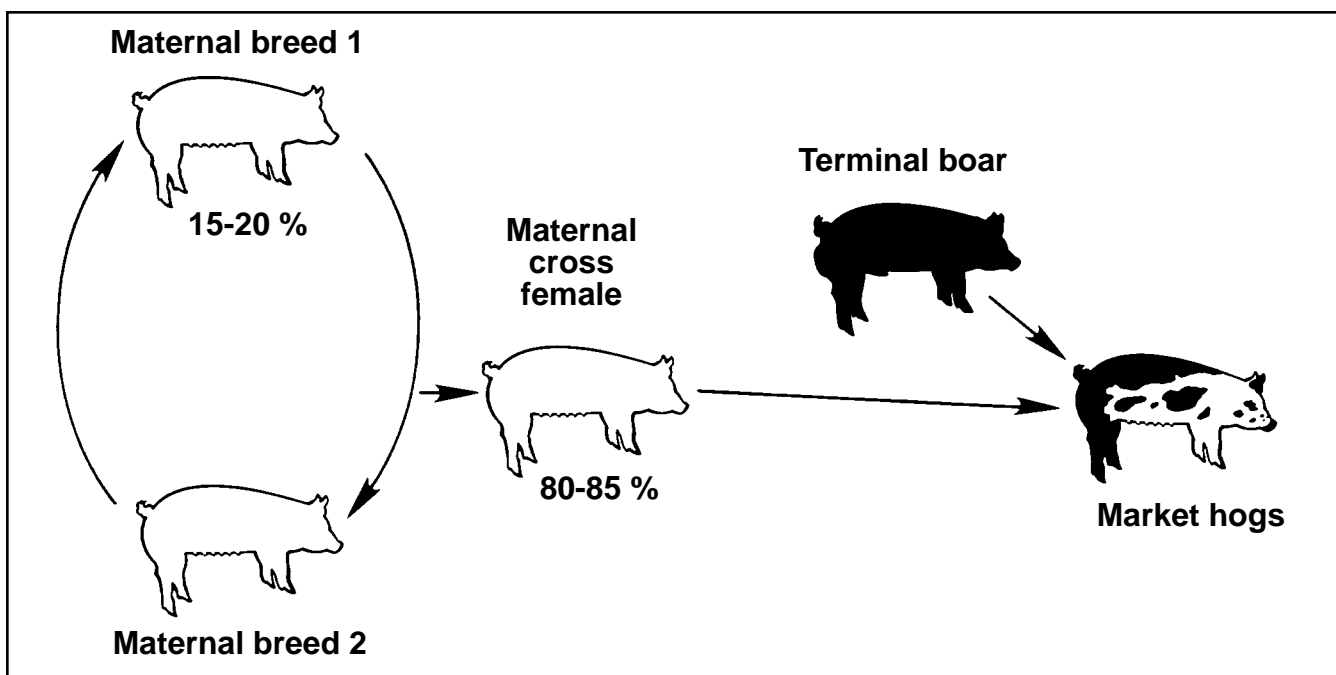 Maternal breed 1
15-20 %
Maternal breed 2
Maternal
cross
female
80-85 %
Terminal boar
Market hogs